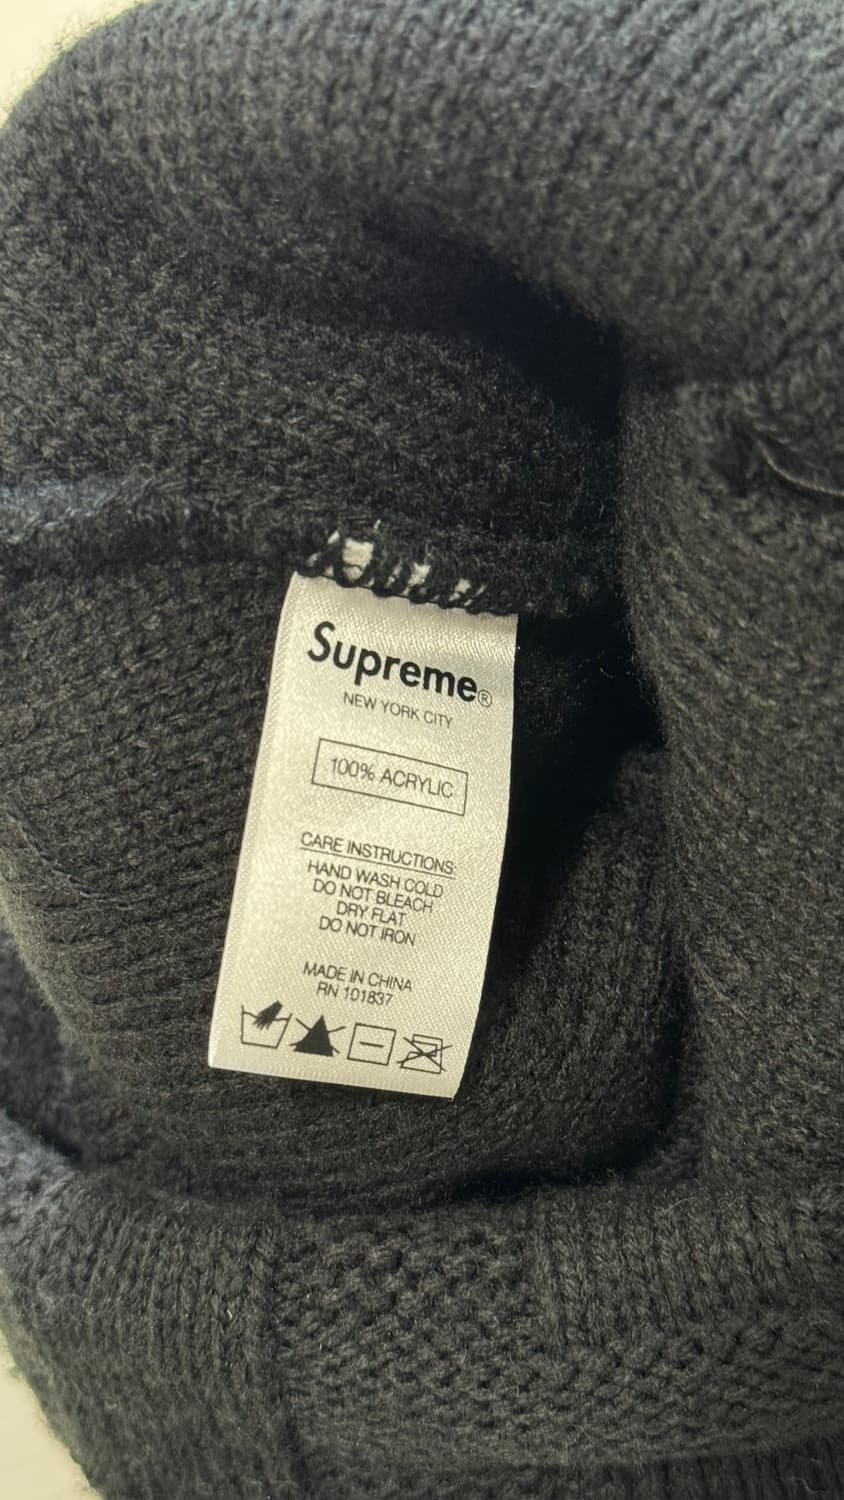 Supreme®
NEW YORK CITY
100% ACRYLIC
CARE INSTRUCTIONS:
HAND WASH COLD
DO NOT BLEACH
DRY FLAT
DO NOT IRON
MADE IN CHINA
RN 101837